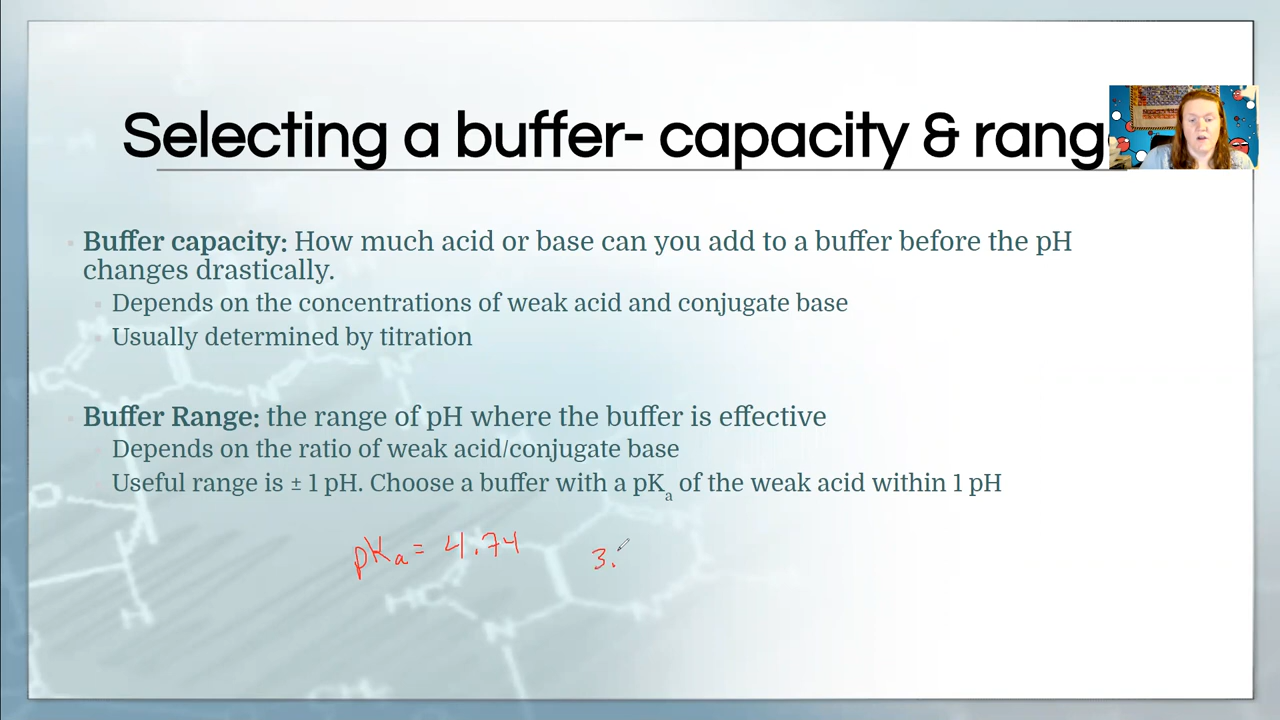 Selecting a buffer- capacity & rang
Buffer capacity: How much acid or base can you add to a buffer before the pH
changes drastically.
Depends on the concentrations of weak acid and conjugate base
Usually determined by titration
Buffer Range: the range of pH where the buffer is effective
Depends on the ratio of weak acid/conjugate base
Useful range is ± 1 pH. Choose a buffer with a pKa of the weak acid within 1 pH
pKa = 4.74 3.